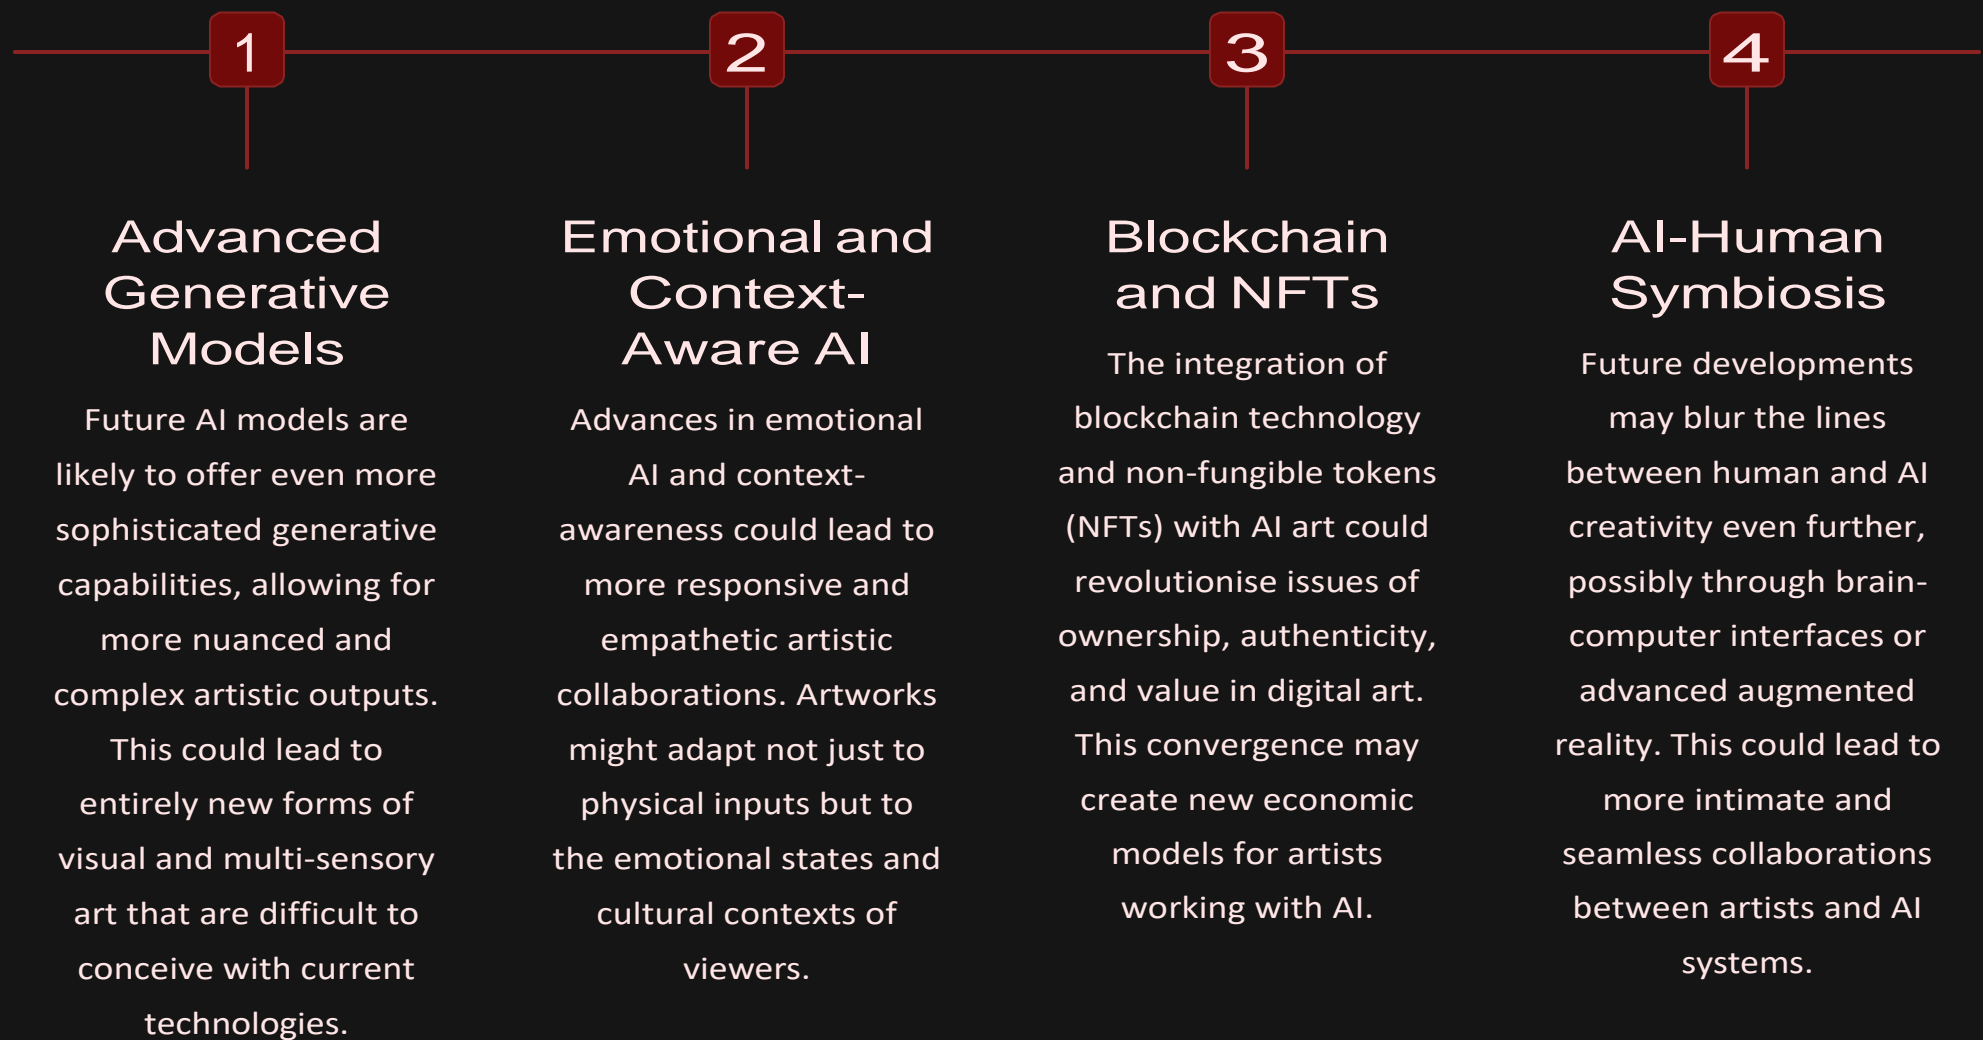 1
Advanced
Generative
Models
Future AI models are
likely to offer even more
sophisticated generative
capabilities, allowing for
more nuanced and
complex artistic outputs.
This could lead to
entirely new forms of
visual and multi-sensory
art that are difficult to
conceive with current
technologies.
2
Emotional and
Context-
Aware AI
Advances in emotional
AI and context-
awareness could lead to
more responsive and
empathetic artistic
collaborations. Artworks
might adapt not just to
physical inputs but to
the emotional states and
cultural contexts of
viewers.
3
Blockchain
and NFTs
The integration of
blockchain technology
and non-fungible tokens
(NFTs) with AI art could
revolutionise issues of
ownership, authenticity,
and value in digital art.
This convergence may
create new economic
models for artists
working with AI.
4
AI-Human
Symbiosis
Future developments
may blur the lines
between human and AI
creativity even further,
possibly through brain-
computer interfaces or
advanced augmented
reality. This could lead to
more intimate and
seamless collaborations
between artists and AI
systems.